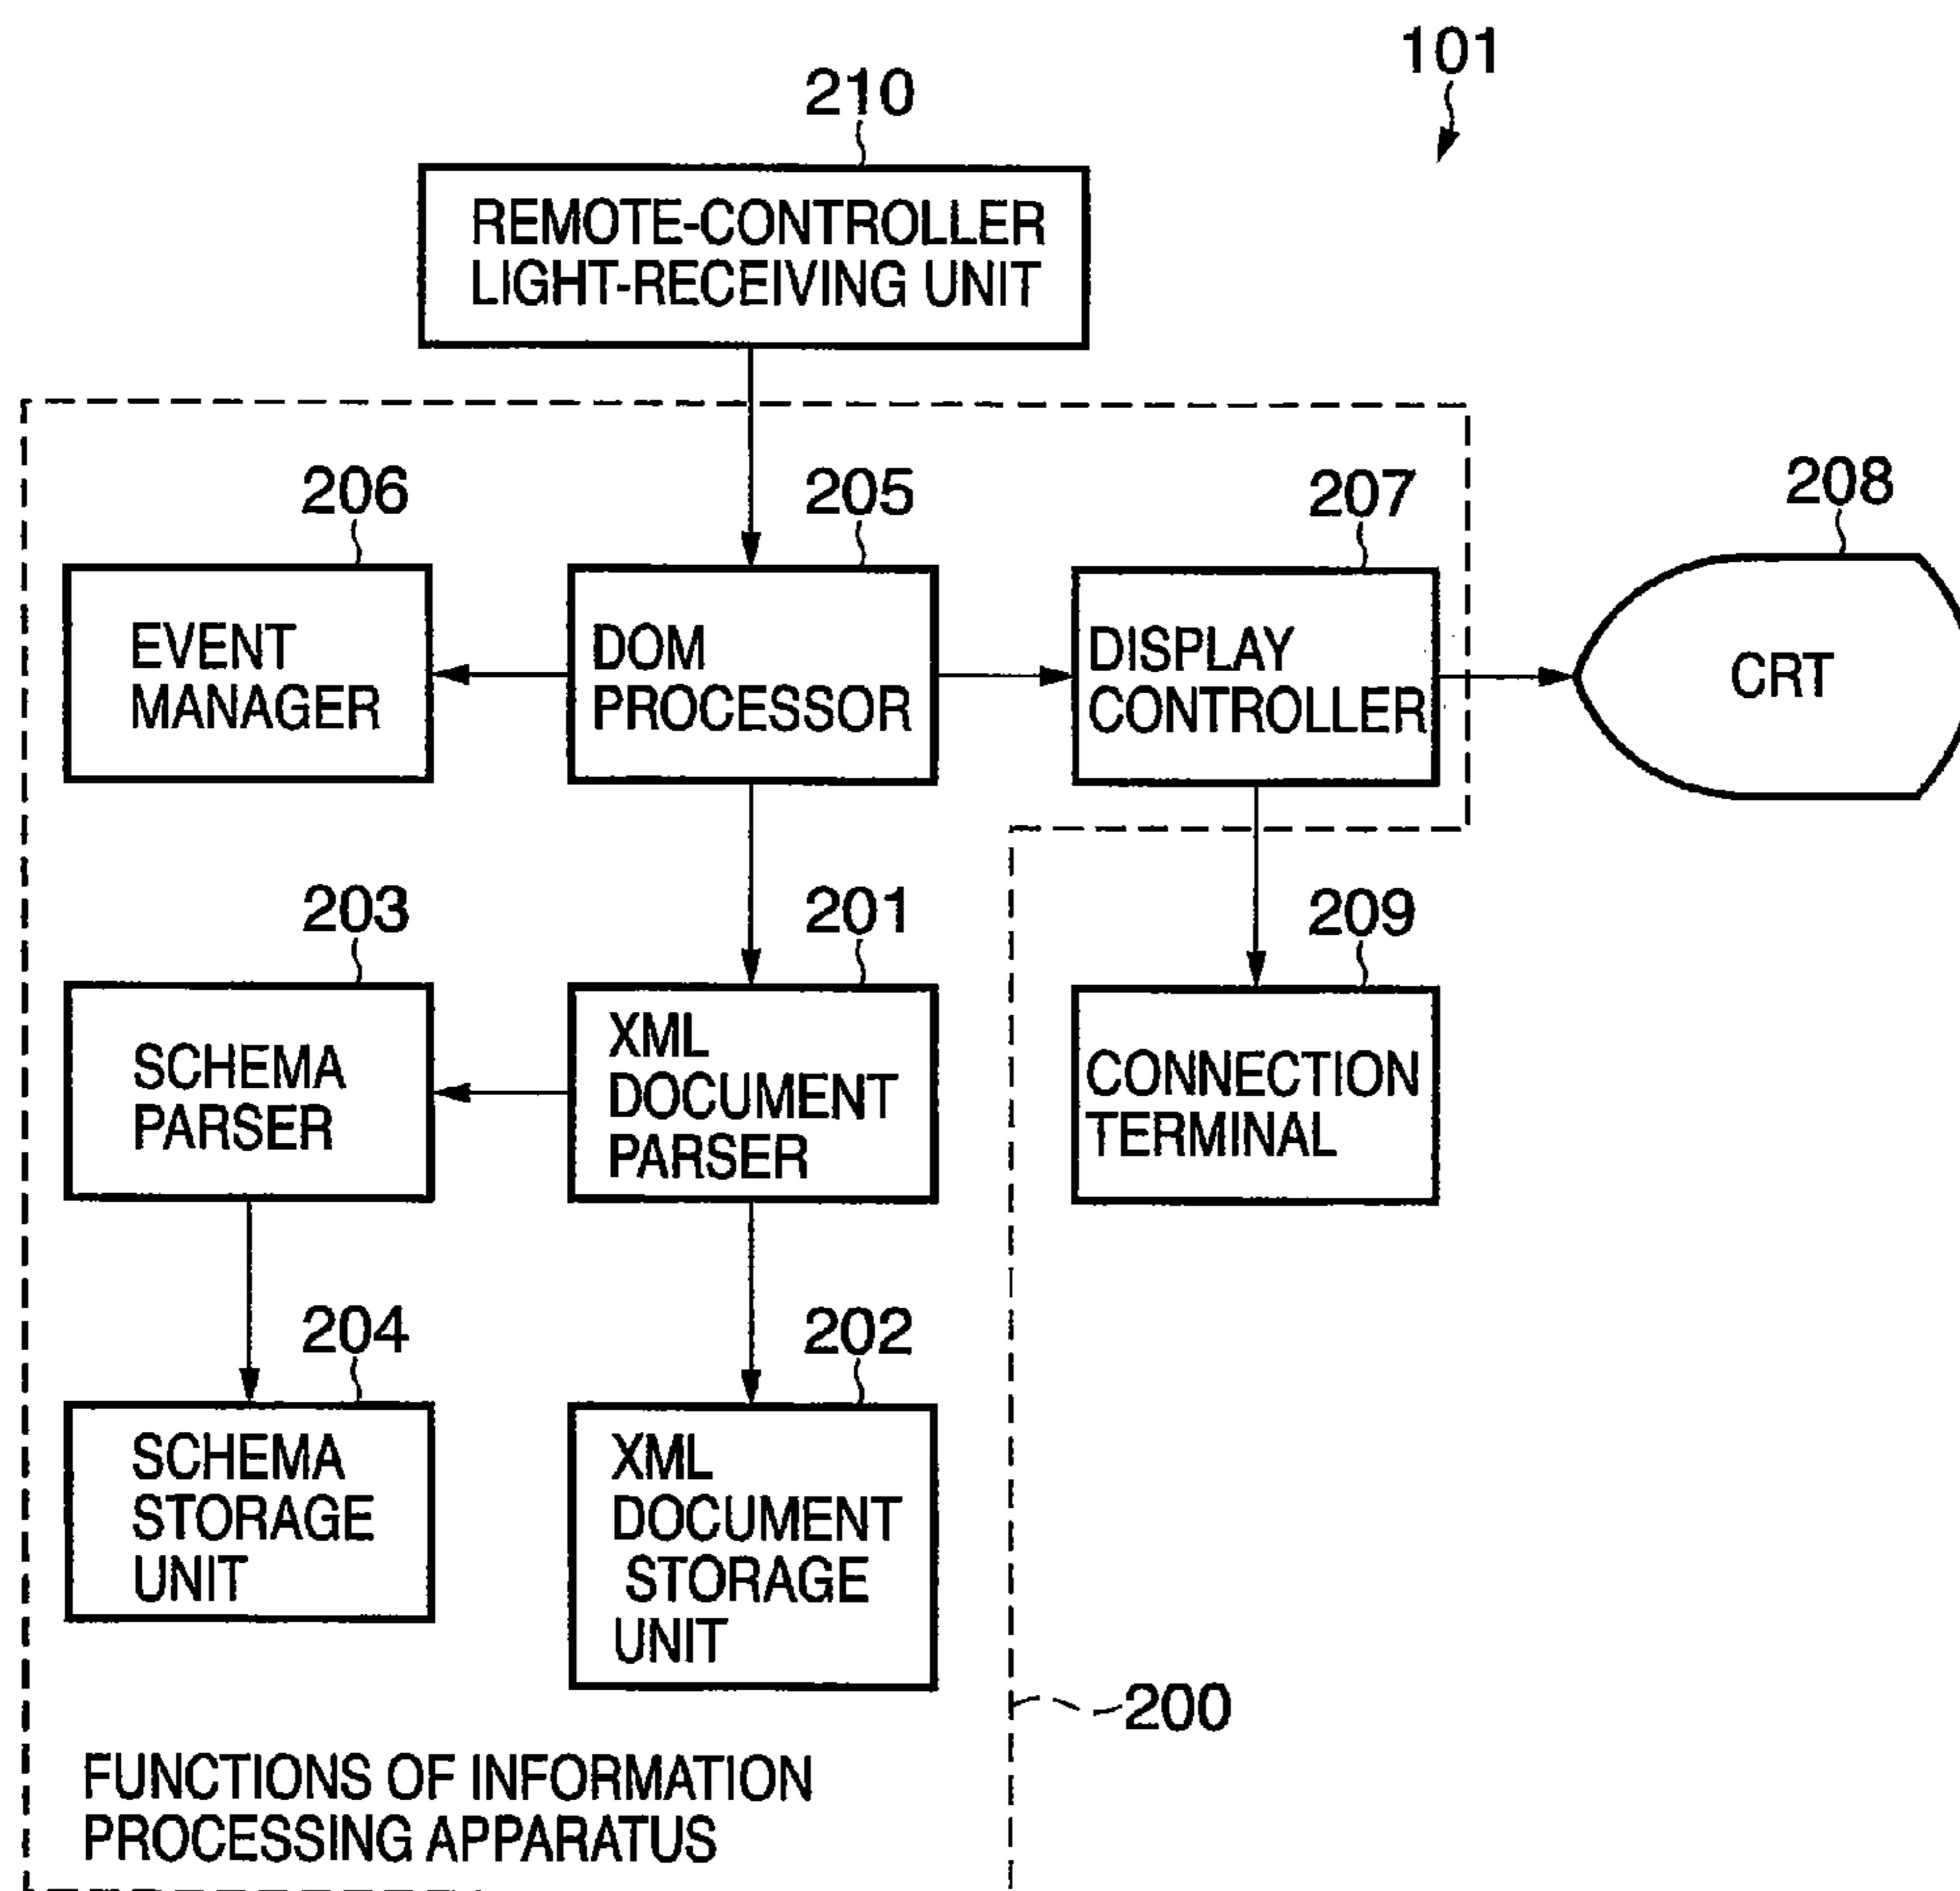 101
210
REMOTE-CONTROLLER
LIGHT-RECEIVING UNIT
206
205
207
208
EVENT
MANAGER
DOM
PROCESSOR
DISPLAY
CONTROLLER
CRT
203
201
209
SCHEMA
PARSER
XML
DOCUMENT
PARSER
CONNECTION
TERMINAL
204
202
SCHEMA
STORAGE
UNIT
XML
DOCUMENT
STORAGE
UNIT
200
FUNCTIONS OF INFORMATION
PROCESSING APPARATUS